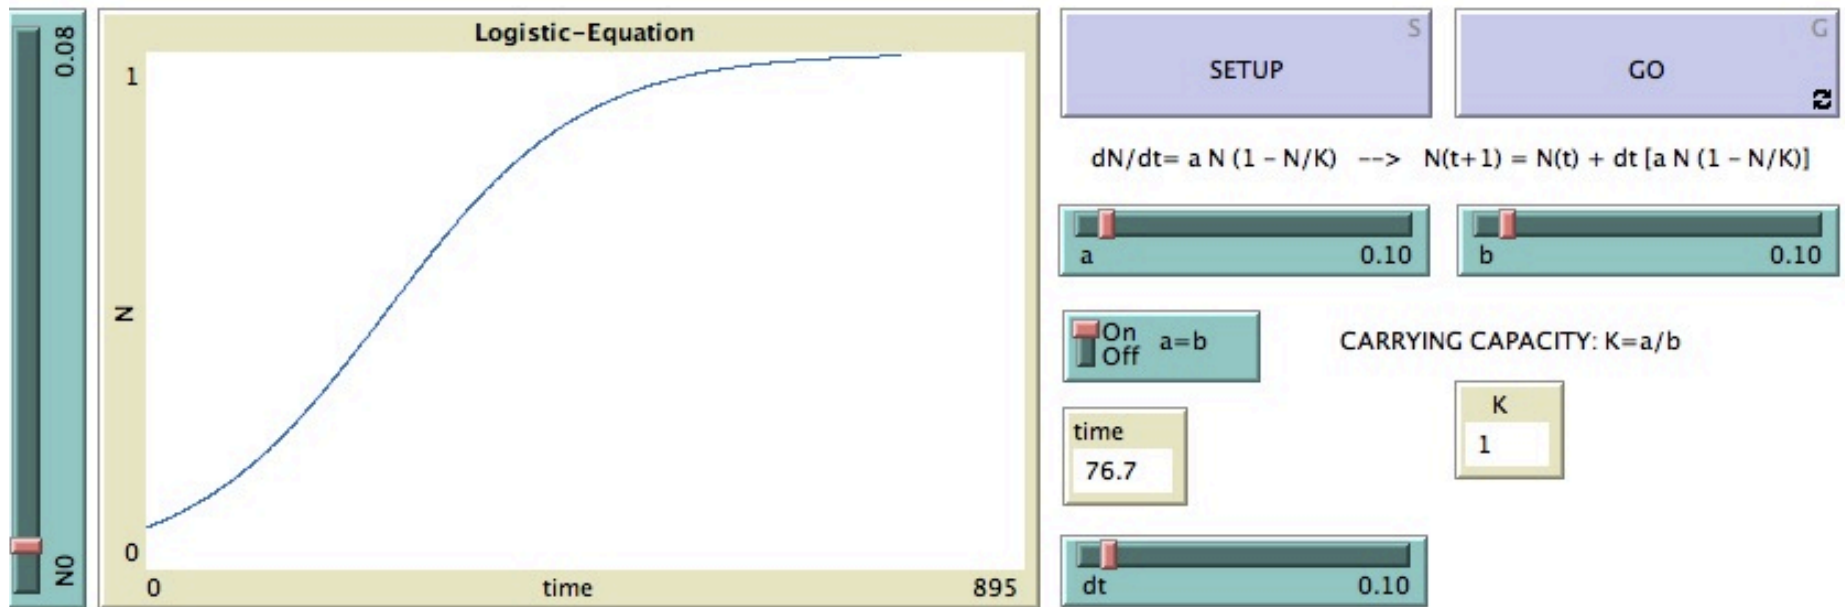 0.08
N0
Logistic-Equation
1
N
0
0
time
895
S
SETUP
G
GO
dN/dt= a N (1 - N/K)   -->   N(t+1) = N(t) + dt [a N (1 - N/K)]
a
0.10
b
0.10
On
Off
a=b
CARRYING CAPACITY: K=a/b
K
1
time
76.7
dt
0.10